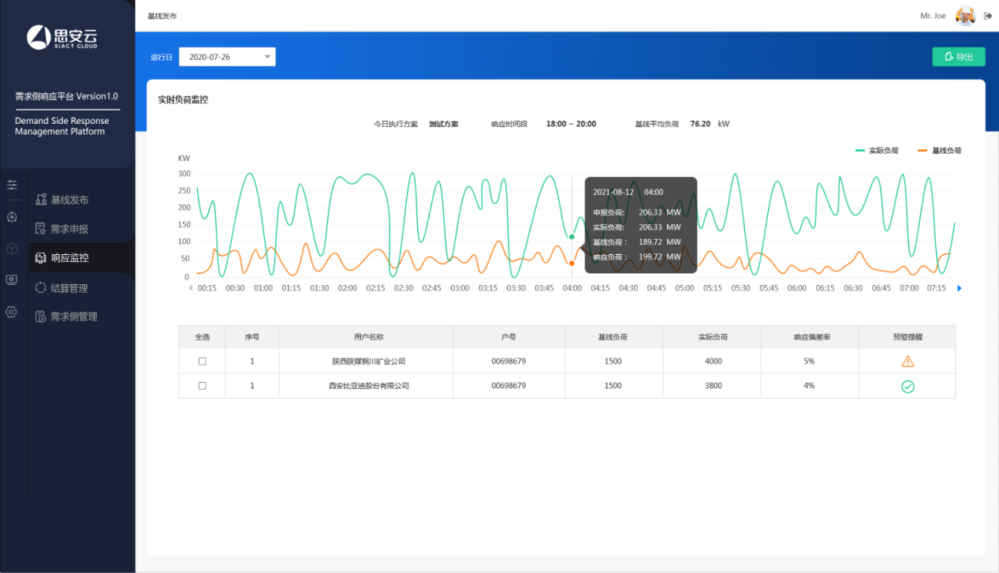 思安云
SIACT CLOUD
需求侧响应平台 Version1.0
Demand Side Response
Management Platform
基线发布
需求申报
响应监控
结算管理
需求侧管理
基线发布
Mr. Joe
运行日 2020-07-26
导出
实时负荷监控
今日执行方案 测试方案 响应时间段 18:00 ~ 20:00 基线平均负荷 76.20 kW
实际负荷 基线负荷
KW
300
250
200
150
100
50
0
2021-08-12 04:00
申报负荷: 206.33 MW
实际负荷: 206.33 MW
基线负荷： 189.72 MW
响应负荷： 199.72 MW
00:15 00:30 01:00 01:15 01:30 02:00 02:15 02:30 02:45 03:00 03:15 03:30 03:45 04:00 04:15 04:30 04:45 05:00 05:15 05:30 05:45 06:00 06:15 06:30 06:45 07:00 07:15
全选 序号 用户名称 户号 基线负荷 实际负荷 响应偏差率 预警提醒
1 陕西陕煤铜川矿业公司 00698679 1500 4000 5%
1 西安比亚迪股份有限公司 00698679 1500 3800 4%